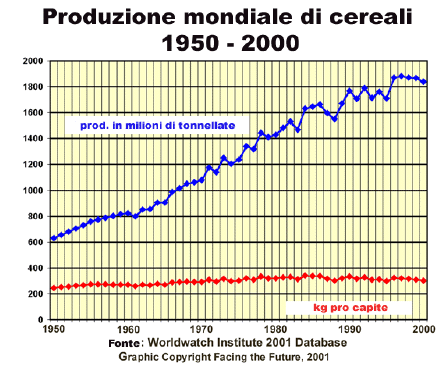 Produzione mondiale di cereali
1950 - 2000
2000
1800
1600
1400
1200
1000
800
600
400
200
0
prod. in milioni di tonnellate
kg pro capite
1950 1960 1970 1980 1990 2000
Fonte: Worldwatch Institute 2001 Database
Graphic Copyright Facing the Future, 2001